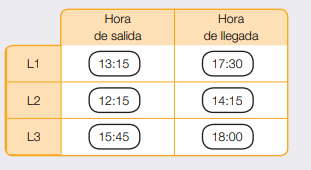 Hora de salida
Hora de llegada
L1 13:15 17:30
L2 12:15 14:15
L3 15:45 18:00